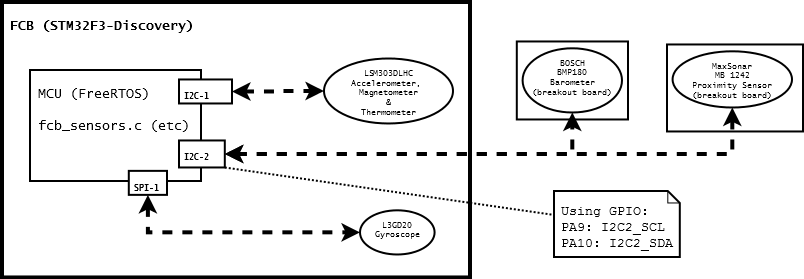 FCB (STM32F3-Discovery)
MCU (FreeRTOS)
fcb_sensors.c (etc)
I2C-1
I2C-2
SPI-1
LSM303DLHC
Accelerometer,
Magnetometer
&
Thermometer
L3GD20
Gyroscope
BOSCH
BMP180
Barometer
(breakout board)
MaxSonar
MB 1242
Proximity Sensor
(breakout board)
Using GPIO:
PA9: I2C2_SCL
PA10: I2C2_SDA